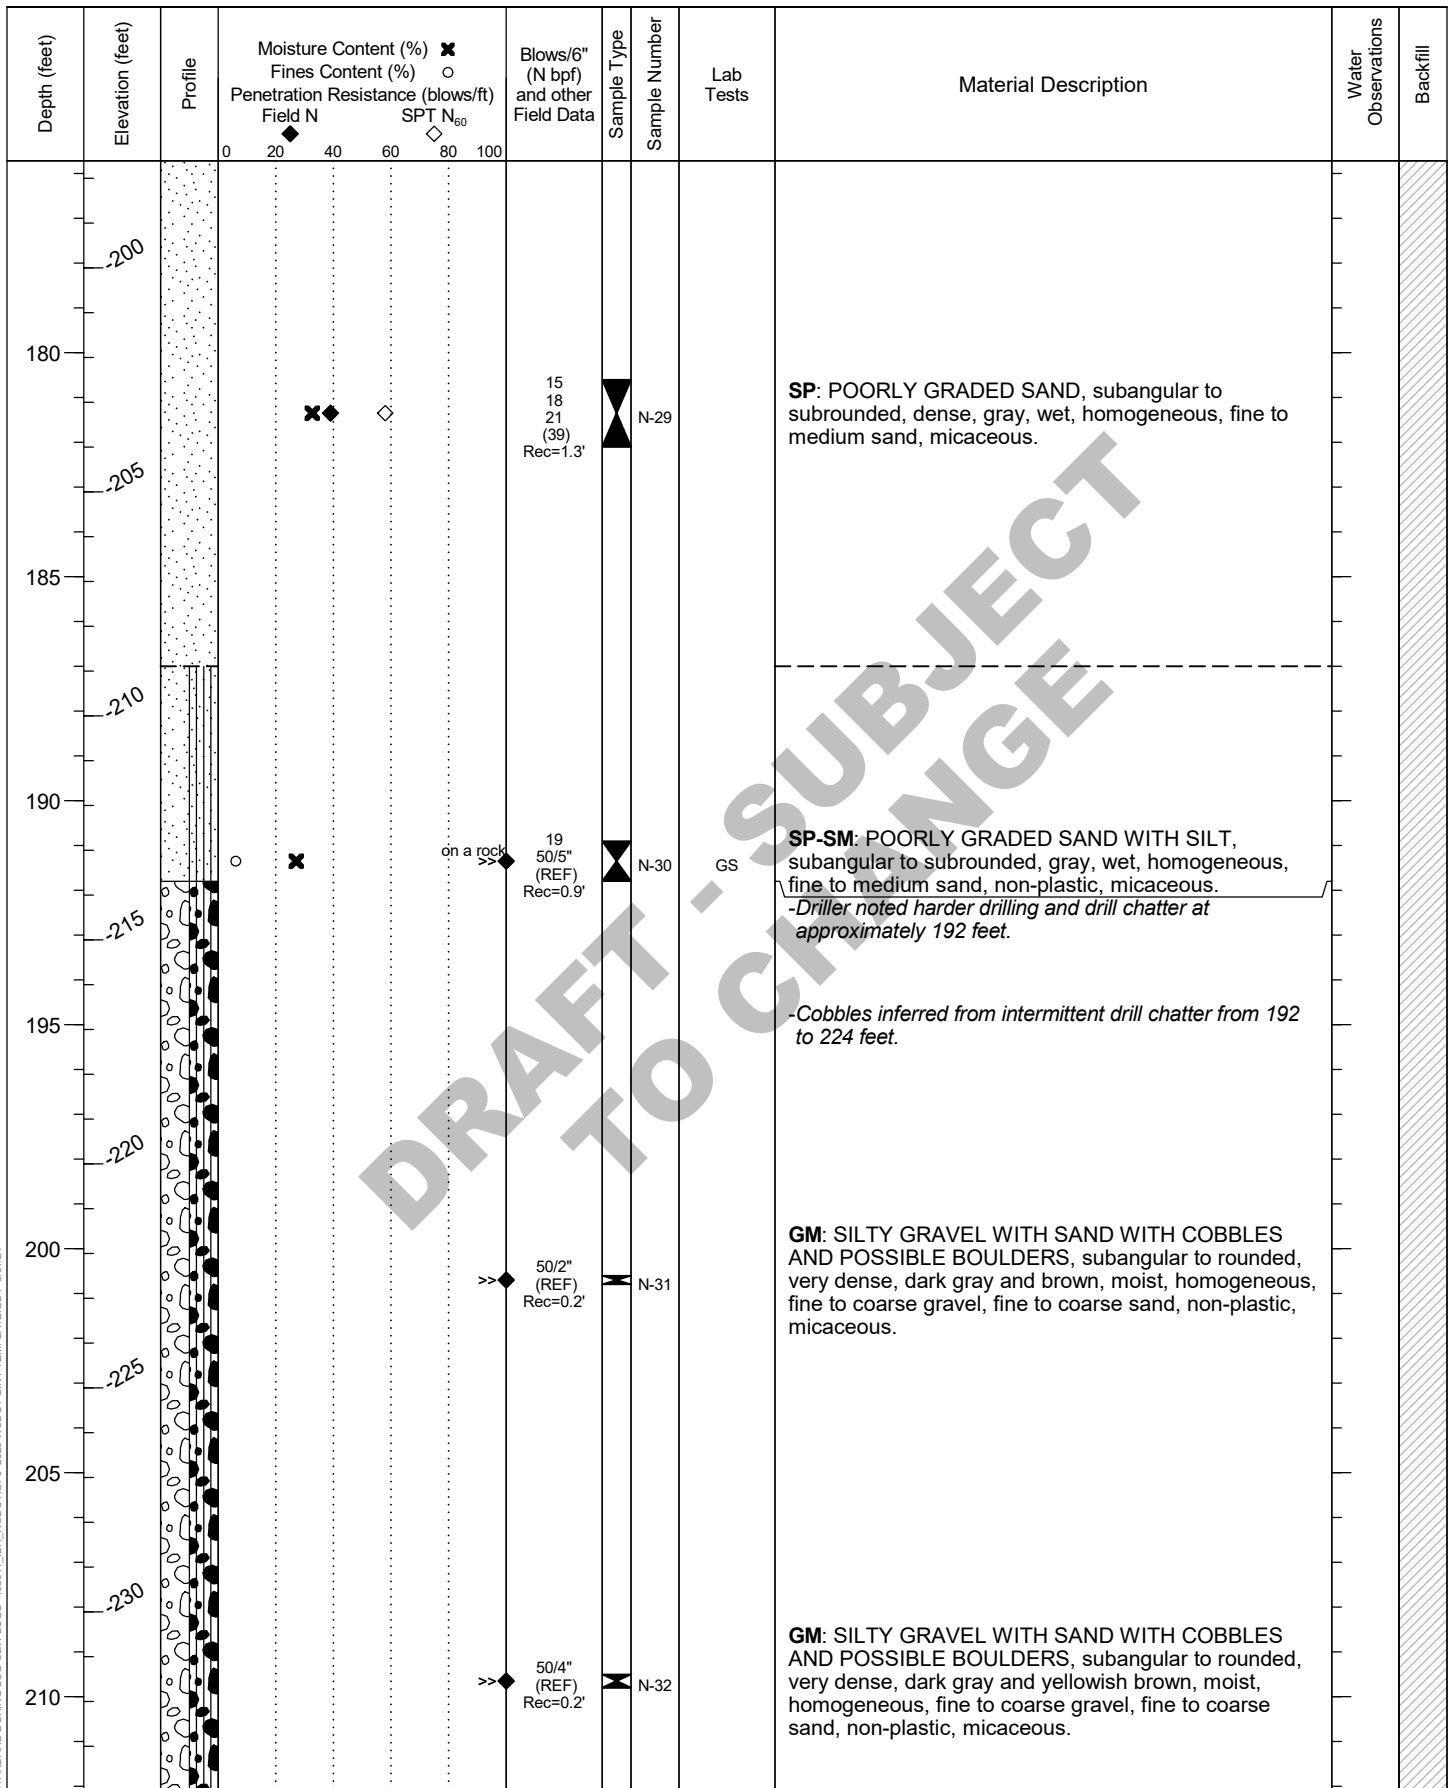 Depth (feet)
Elevation (feet)
Profile
Moisture Content (%)
Fines Content (%)
Penetration Resistance (blows/ft)
Field N
SPT N60
0 20 40 60 80 100
Blows/6"
(N bpf)
and other
Field Data
Sample Type
Sample Number
Lab
Tests
Material Description
Water
Observations
Backfill
-200
180
15
18
21
(39)
Rec=1.3'
N-29
SP: POORLY GRADED SAND, subangular to
subrounded, dense, gray, wet, homogeneous, fine to
medium sand, micaceous.
-205
185
-210
190
on a rock
>>
19
50/5"
(REF)
Rec=0.9'
N-30
GS
SP-SM: POORLY GRADED SAND WITH SILT,
subangular to subrounded, gray, wet, homogeneous,
fine to medium sand, non-plastic, micaceous.
-Driller noted harder drilling and drill chatter at
approximately 192 feet.
-215
195
-Cobbles inferred from intermittent drill chatter from 192
to 224 feet.
-220
200
>>
50/2"
(REF)
Rec=0.2'
N-31
GM: SILTY GRAVEL WITH SAND WITH COBBLES
AND POSSIBLE BOULDERS, subangular to rounded,
very dense, dark gray and brown, moist, homogeneous,
fine to coarse gravel, fine to coarse sand, non-plastic,
micaceous.
-225
205
-230
210
>>
50/4"
(REF)
Rec=0.2'
N-32
GM: SILTY GRAVEL WITH SAND WITH COBBLES
AND POSSIBLE BOULDERS, subangular to rounded,
very dense, dark gray and yellowish brown, moist,
homogeneous, fine to coarse gravel, fine to coarse
sand, non-plastic, micaceous.
DRAFT - SUBJECT
TO CHANGE